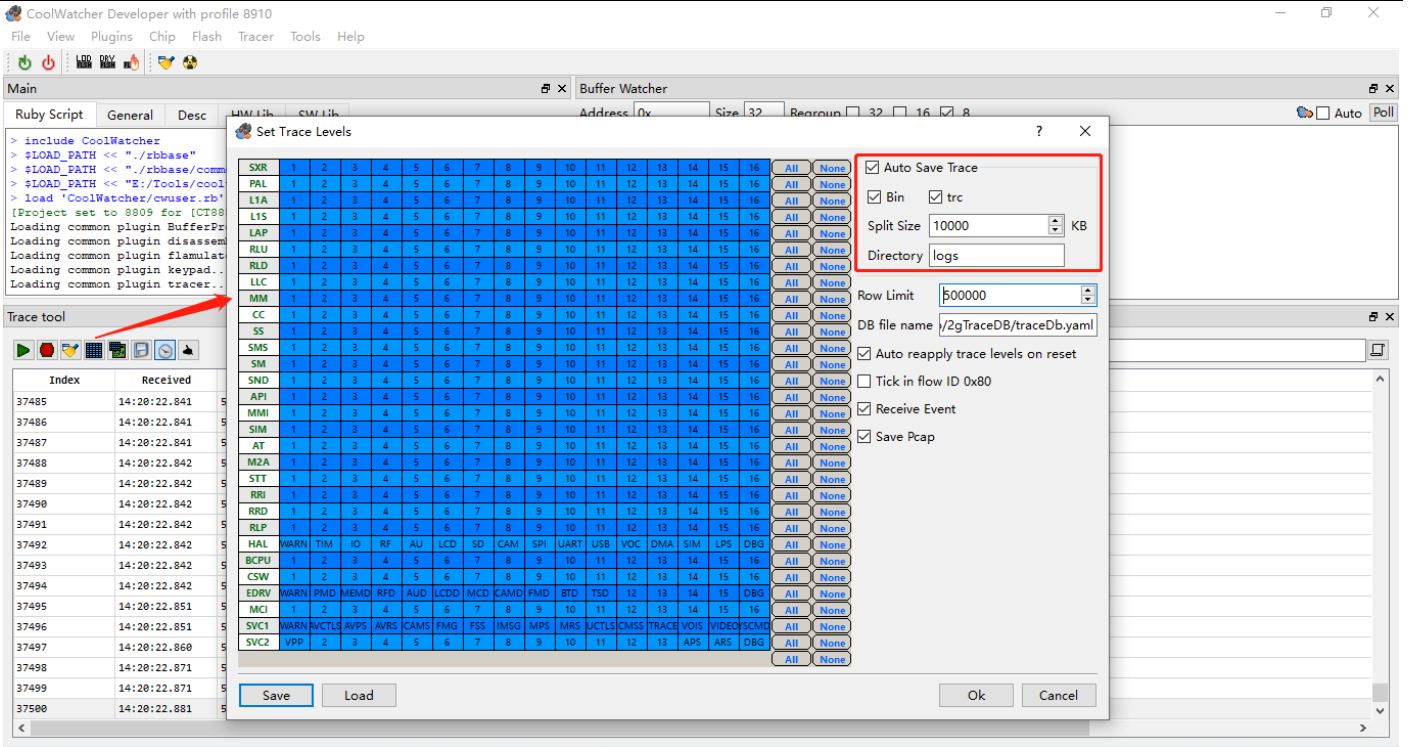 CoolWatcher Developer with profile 8910
File View Plugins Chip Flash Tracer Tools Help
Main
Buffer Watcher
Ruby Script General Desc HW Lib SW Lib
Address 0x Size 32 Regroup 32 16 8 Auto Poll
> include CoolWatcher
> $LOAD_PATH << "./rbbase"
> $LOAD_PATH << "./rbbase/comm
> $LOAD_PATH << "E:/Tools/cool
> load 'CoolWatcher/cwuser.rb'
[Project set to 8809 for [CT88
Loading common plugin BufferPr
Loading common plugin disassem
Loading common plugin flamulat
Loading common plugin keypad..
Loading common plugin tracer..
Trace tool
Index Received
37485 14:20:22.841 5
37486 14:20:22.841 5
37487 14:20:22.841 5
37488 14:20:22.842 5
37489 14:20:22.842 5
37490 14:20:22.842 5
37491 14:20:22.842 5
37492 14:20:22.842 5
37493 14:20:22.842 5
37494 14:20:22.842 5
37495 14:20:22.851 5
37496 14:20:22.851 5
37497 14:20:22.860 5
37498 14:20:22.871 5
37499 14:20:22.871 5
37500 14:20:22.881 5
Set Trace Levels ?
SXR 1 2 3 4 5 6 7 8 9 10 11 12 13 14 15 16 All None
PAL 1 2 3 4 5 6 7 8 9 10 11 12 13 14 15 16 All None
L1A 1 2 3 4 5 6 7 8 9 10 11 12 13 14 15 16 All None
L1S 1 2 3 4 5 6 7 8 9 10 11 12 13 14 15 16 All None
LAP 1 2 3 4 5 6 7 8 9 10 11 12 13 14 15 16 All None
RLU 1 2 3 4 5 6 7 8 9 10 11 12 13 14 15 16 All None
RLD 1 2 3 4 5 6 7 8 9 10 11 12 13 14 15 16 All None
LLC 1 2 3 4 5 6 7 8 9 10 11 12 13 14 15 16 All None
MM 1 2 3 4 5 6 7 8 9 10 11 12 13 14 15 16 All None
CC 1 2 3 4 5 6 7 8 9 10 11 12 13 14 15 16 All None
SS 1 2 3 4 5 6 7 8 9 10 11 12 13 14 15 16 All None
SMS 1 2 3 4 5 6 7 8 9 10 11 12 13 14 15 16 All None
SM 1 2 3 4 5 6 7 8 9 10 11 12 13 14 15 16 All None
SND 1 2 3 4 5 6 7 8 9 10 11 12 13 14 15 16 All None
API 1 2 3 4 5 6 7 8 9 10 11 12 13 14 15 16 All None
MMI 1 2 3 4 5 6 7 8 9 10 11 12 13 14 15 16 All None
SIM 1 2 3 4 5 6 7 8 9 10 11 12 13 14 15 16 All None
AT 1 2 3 4 5 6 7 8 9 10 11 12 13 14 15 16 All None
M2A 1 2 3 4 5 6 7 8 9 10 11 12 13 14 15 16 All None
STT 1 2 3 4 5 6 7 8 9 10 11 12 13 14 15 16 All None
RRI 1 2 3 4 5 6 7 8 9 10 11 12 13 14 15 16 All None
RRD 1 2 3 4 5 6 7 8 9 10 11 12 13 14 15 16 All None
RLP 1 2 3 4 5 6 7 8 9 10 11 12 13 14 15 16 All None
HAL WARN TIM IO RF AU LCD SD CAM SPI UART USB VOC DMA SIM LPS DBG All None
BCPU 1 2 3 4 5 6 7 8 9 10 11 12 13 14 15 16 All None
CSW 1 2 3 4 5 6 7 8 9 10 11 12 13 14 15 16 All None
EDRV WARN PMD MEMD RFD AUD LCDD MCD CAMD FMD BTD TSD 12 13 14 15 DBG All None
MCI 1 2 3 4 5 6 7 8 9 10 11 12 13 14 15 16 All None
SVC1 WARN AVCTLS AVPS AVRS CAMS FMG FSS IMSG MPS MRS UCTLS CMSS TRACE VOIS VIDEO VSCMD All None
SVC2 VPP 2 3 4 5 6 7 8 9 10 11 12 13 APS ARS DBG All None
All None
Auto Save Trace
Bin trc
Split Size 10000 KB
Directory logs
Row Limit 500000
DB file name /2gTraceDB/traceDb.yaml
Auto reapply trace levels on reset
Tick in flow ID 0x80
Receive Event
Save Pcap
Save Load Ok Cancel